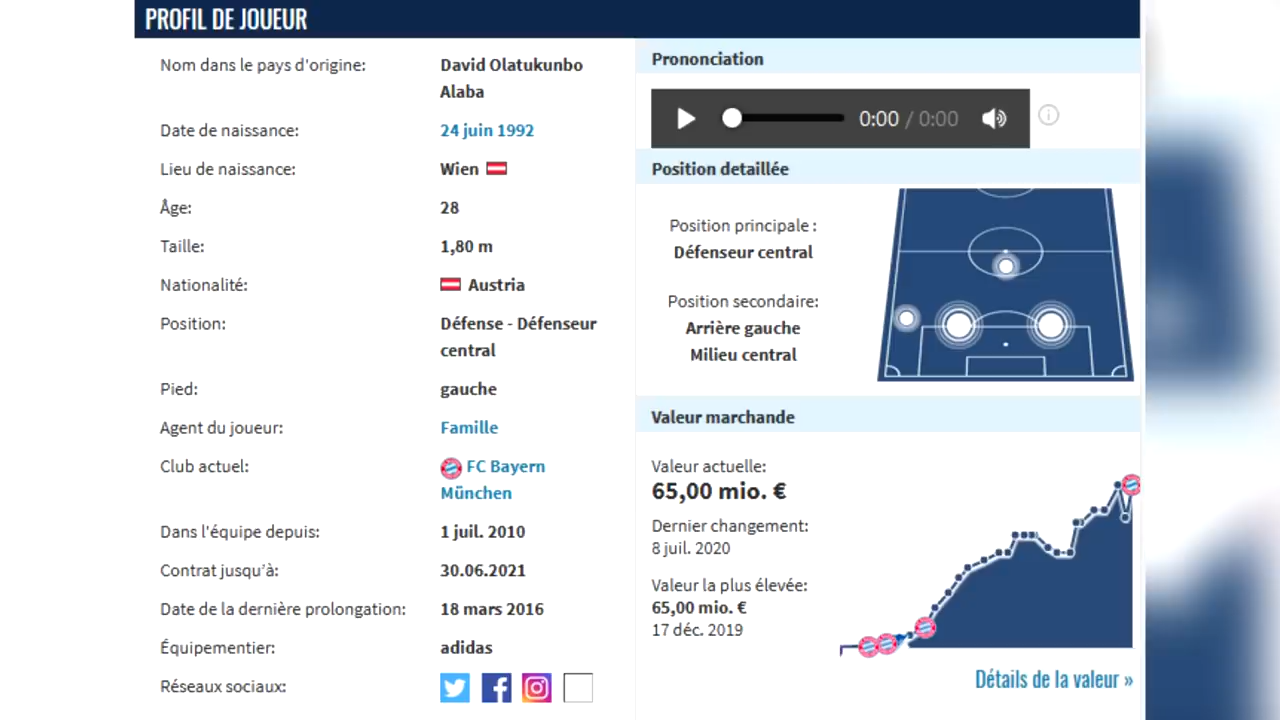 PROFIL DE JOUEUR
Nom dans le pays d'origine: David Olatukunbo
Alaba
Date de naissance: 24 juin 1992
Lieu de naissance: Wien
Âge: 28
Taille: 1,80 m
Nationalité: Austria
Position: Défense - Défenseur
central
Pied: gauche
Agent du joueur: Famille
Club actuel: FC Bayern
München
Dans l'équipe depuis: 1 juil. 2010
Contrat jusqu'à: 30.06.2021
Date de la dernière prolongation: 18 mars 2016
Équipementier: adidas
Réseaux sociaux:
Prononciation
0:00 / 0:00
Position detaillée
Position principale :
Défenseur central
Position secondaire:
Arrière gauche
Milieu central
Valeur marchande
Valeur actuelle:
65,00 mio. €
Dernier changement:
8 juil. 2020
Valeur la plus élevée:
65,00 mio. €
17 déc. 2019
Détails de la valeur »